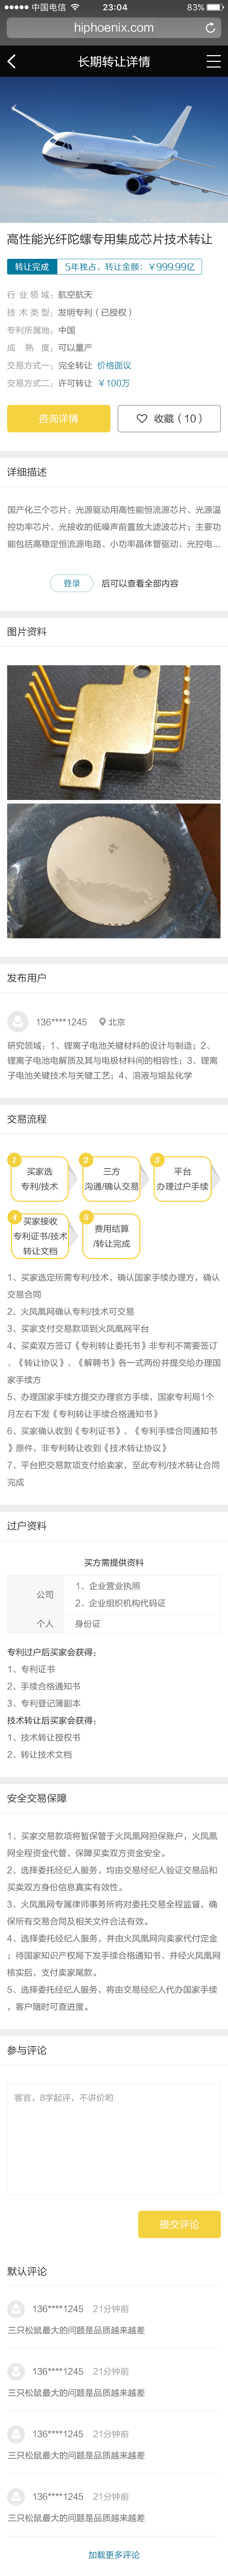 中国电信 23:04 83%
hiphoenix.com
长期转让详情
高性能光纤陀螺专用集成芯片技术转让
转让完成 5年独占，转让金额：￥999.99亿
行业领域：航空航天
技术类型：发明专利（已授权）
专利所属地：中国
成熟度：可以量产
交易方式一：完全转让 价格面议
交易方式二：许可转让 ￥100万
咨询详情 收藏（10）
详细描述
国产化三个芯片；光源驱动用高性能恒流源芯片、光源温
控功率芯片、光接收的低噪声前置放大滤波芯片；主要功
能包括高稳定恒流源电路、小功率晶体管驱动、光控电...
登录 后可以查看全部内容
图片资料
发布用户
136****1245 北京
研究领域；1、锂离子电池关键材料的设计与制造；2、
锂离子电池电解质及其与电极材料间的相容性；3、锂离
子电池关键技术与关键工艺；4、溶液与熔盐化学
交易流程
1 买家选
专利/技术
2 三方
沟通/确认交易
3 平台
办理过户手续
4 买家接收
专利证书/技术
转让文档
5 费用结算
/转让完成
1、买家选定所需专利/技术，确认国家手续办理方，确认
交易合同
2、火凤凰网确认专利/技术可交易
3、买家支付交易款项到火凤凰网平台
4、买卖双方签订《专利转让委托书》非专利不需要签订
、《转让协议》、《解聘书》各一式两份并提交给办理国
家手续方
5、办理国家手续方提交办理官方手续，国家专利局1个
月左右下发《专利转让手续合格通知书》
6、买家确认收到《专利证书》、《专利手续合同通知书
》原件，非专利转让收到《技术转让协议》
7、平台把交易款项支付给卖家，至此专利/技术转让合同
完成
过户资料
买方需提供资料
公司 1、企业营业执照
2、企业组织机构代码证
个人 身份证
专利过户后买家会获得；
1、专利证书
2、手续合格通知书
3、专利登记簿副本
技术转让后买家会获得；
1、技术转让授权书
2、转让技术文档
安全交易保障
1、买家交易款项将暂保管于火凤凰网担保账户，火凤凰
网全程资金代管，保障买卖双方资金安全。
2、选择委托经纪人服务，均由交易经纪人验证交易品和
买卖双方身份信息真实有效性。
3、火凤凰网专属律师事务所将对委托交易全程监督，确
保所有交易合同及相关文件合法有效。
4、选择委托经纪人服务，并由火凤凰网向卖家代付定金
；待国家知识产权局下发手续合格通知书、并经火凤凰网
核实后，支付卖家尾款。
5、选择委托经纪人服务，将由交易经纪人代办国家手续
，客户随时可查进度。
参与评论
客官，8字起评，不讲价哟
提交评论
默认评论
136****1245 21分钟前
三只松鼠最大的问题是品质越来越差
136****1245 21分钟前
三只松鼠最大的问题是品质越来越差
136****1245 21分钟前
三只松鼠最大的问题是品质越来越差
136****1245 21分钟前
三只松鼠最大的问题是品质越来越差
加载更多评论